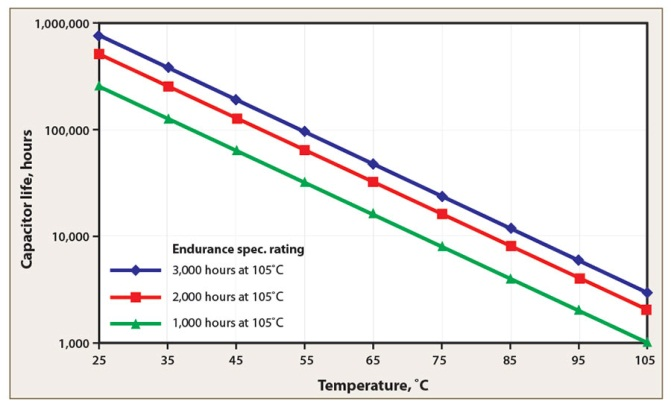 1,000,000
100,000
10,000
1,000
Capacitor life, hours
Endurance spec. rating
3,000 hours at 105˚C
2,000 hours at 105˚C
1,000 hours at 105˚C
25 35 45 55 65 75 85 95 105
Temperature, ˚C